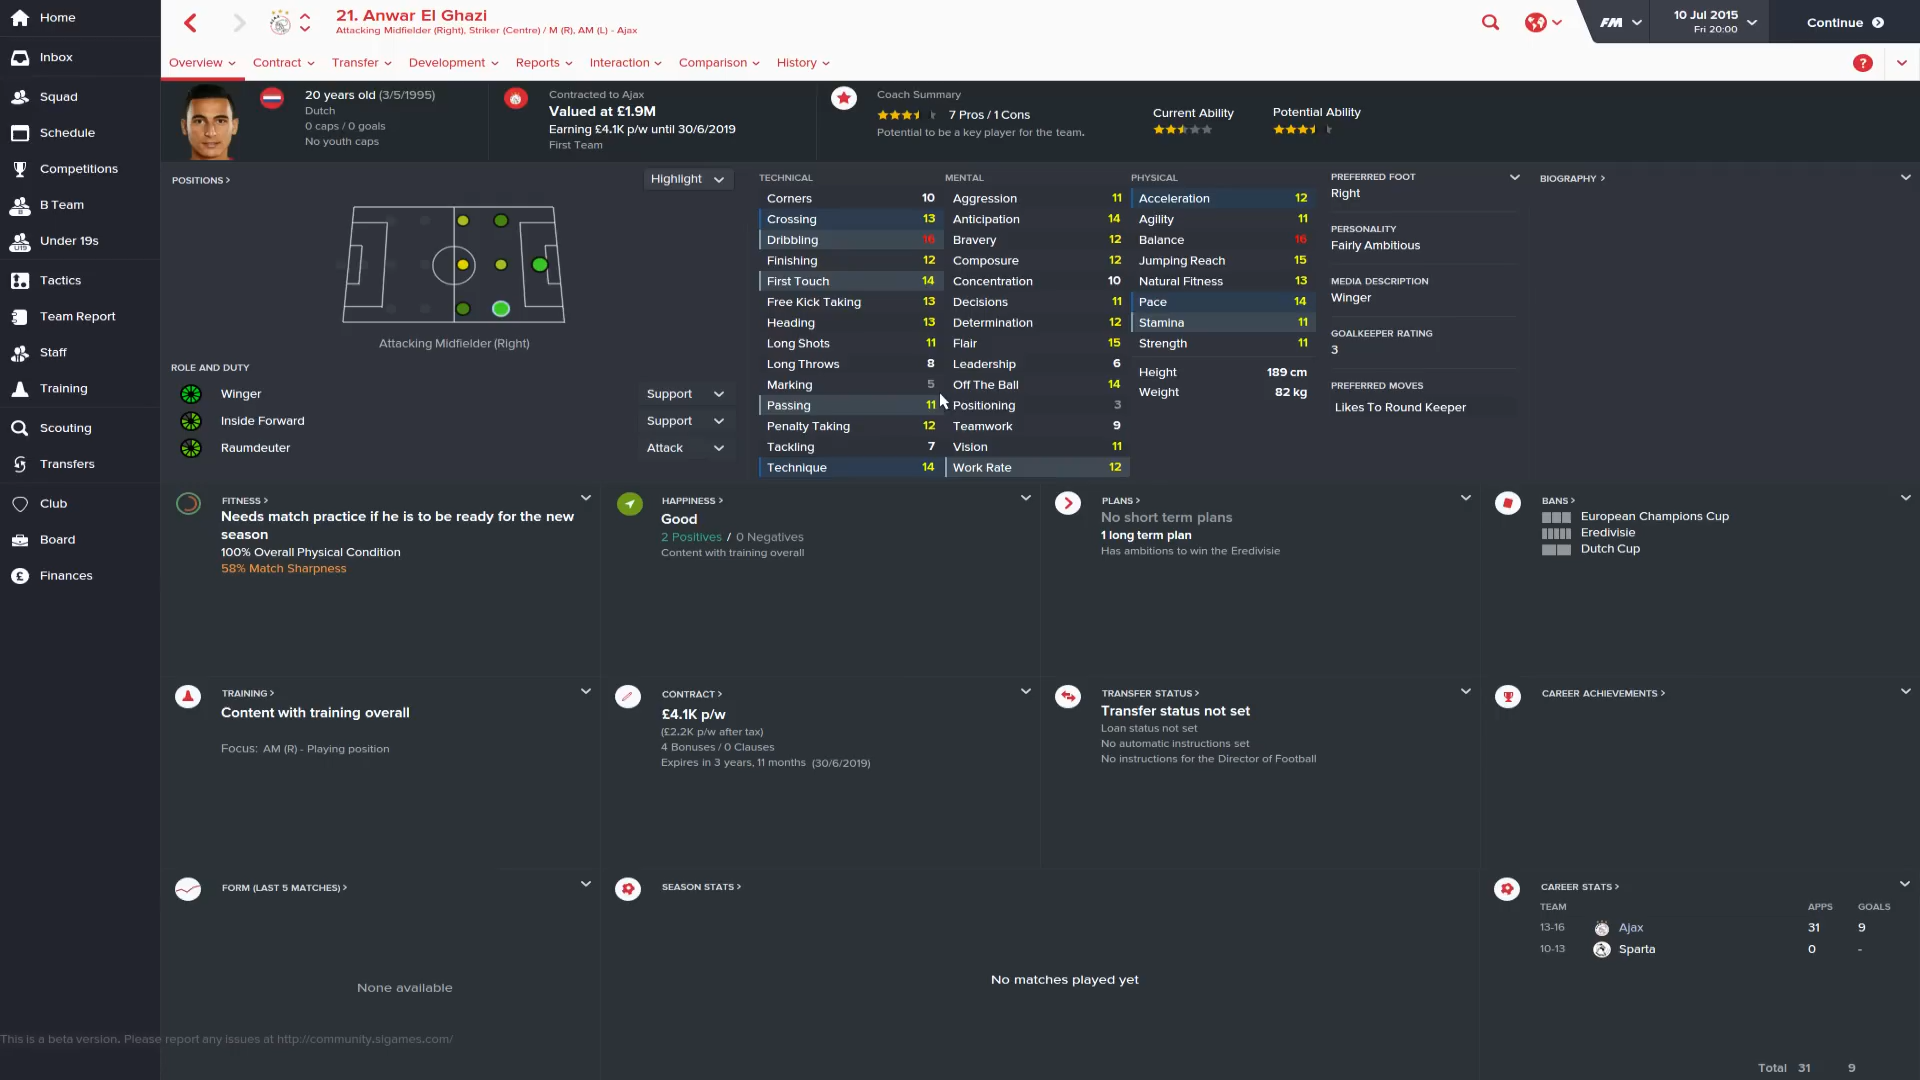 Home
Inbox
Squad
Schedule
Competitions
B Team
Under 19s
Tactics
Team Report
Staff
Training
Scouting
Transfers
Club
Board
Finances
21. Anwar El Ghazi
Attacking Midfielder (Right), Striker (Centre) / M (R), AM (L) - Ajax
FM
10 Jul 2015
Fri 20:00
Continue
Overview Contract Transfer Development Reports Interaction Comparison History
?
20 years old (3/5/1995)
Dutch
0 caps / 0 goals
No youth caps
Contracted to Ajax
Valued at £1.9M
Earning £4.1K p/w until 30/6/2019
First Team
Coach Summary
7 Pros / 1 Cons
Potential to be a key player for the team.
Current Ability
Potential Ability
POSITIONS >
Highlight
Attacking Midfielder (Right)
ROLE AND DUTY
Winger Support
Inside Forward Support
Raumdeuter Attack
TECHNICAL
Corners 10
Crossing 13
Dribbling 16
Finishing 12
First Touch 14
Free Kick Taking 13
Heading 13
Long Shots 11
Long Throws 8
Marking 5
Passing 11
Penalty Taking 12
Tackling 7
Technique 14
MENTAL
Aggression 11
Anticipation 14
Bravery 12
Composure 12
Concentration 10
Decisions 11
Determination 12
Flair 15
Leadership 6
Off The Ball 14
Positioning 3
Teamwork 9
Vision 11
Work Rate 12
PHYSICAL
Acceleration 12
Agility 11
Balance 16
Jumping Reach 15
Natural Fitness 13
Pace 14
Stamina 11
Strength 11
Height 189 cm
Weight 82 kg
PREFERRED FOOT
Right
PERSONALITY
Fairly Ambitious
MEDIA DESCRIPTION
Winger
GOALKEEPER RATING
3
PREFERRED MOVES
Likes To Round Keeper
BIOGRAPHY >
FITNESS >
Needs match practice if he is to be ready for the new
season
100% Overall Physical Condition
58% Match Sharpness
HAPPINESS >
Good
2 Positives / 0 Negatives
Content with training overall
PLANS >
No short term plans
1 long term plan
Has ambitions to win the Eredivisie
BANS >
European Champions Cup
Eredivisie
Dutch Cup
TRAINING >
Content with training overall
Focus: AM (R) - Playing position
CONTRACT >
£4.1K p/w
(£2.2K p/w after tax)
4 Bonuses / 0 Clauses
Expires in 3 years, 11 months (30/6/2019)
TRANSFER STATUS >
Transfer status not set
Loan status not set
No automatic instructions set
No instructions for the Director of Football
CAREER ACHIEVEMENTS >
FORM (LAST 5 MATCHES) >
None available
SEASON STATS >
No matches played yet
CAREER STATS >
TEAM APPS GOALS
13-16 Ajax 31 9
10-13 Sparta 0 -
Total 31 9
This is a beta version. Please report any issues at http://community.sigames.com/